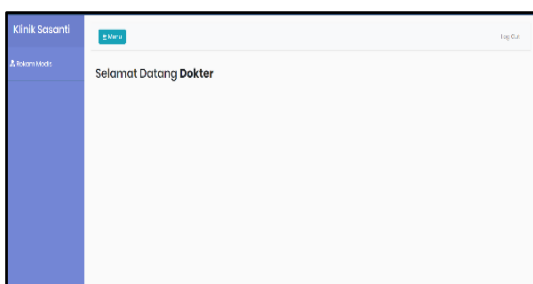 Klinik Sasanti
Menu
Log Out
Rekam Medis
Selamat Datang Dokter